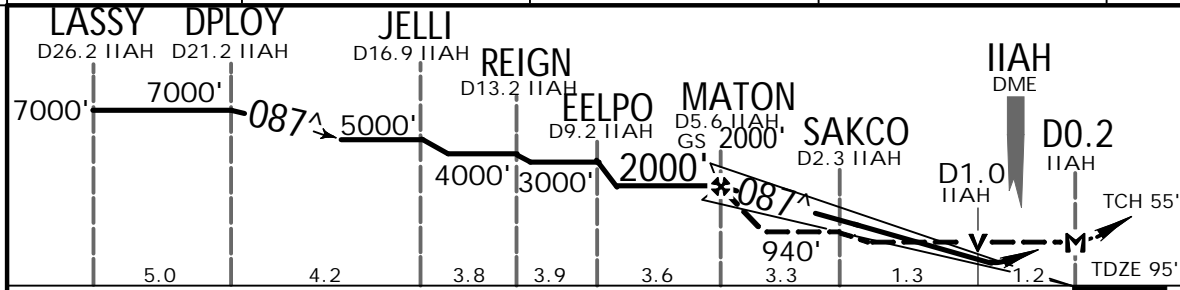 LASSY
D26.2 IIAH
DPLOY
D21.2 IIAH
JELLI
D16.9 IIAH
REIGN
D13.2 IIAH
EELPO
D9.2 IIAH
MATON
D5.6 IIAH
GS 2000'
SAKCO
D2.3 IIAH
IIAH
DME
D1.0
IIAH
D0.2
IIAH
7000'
7000'
087^
5000'
4000'
3000'
2000'
087^
940'
V
M
TCH 55'
TDZE 95'
5.0
4.2
3.8
3.9
3.6
3.3
1.3
1.2